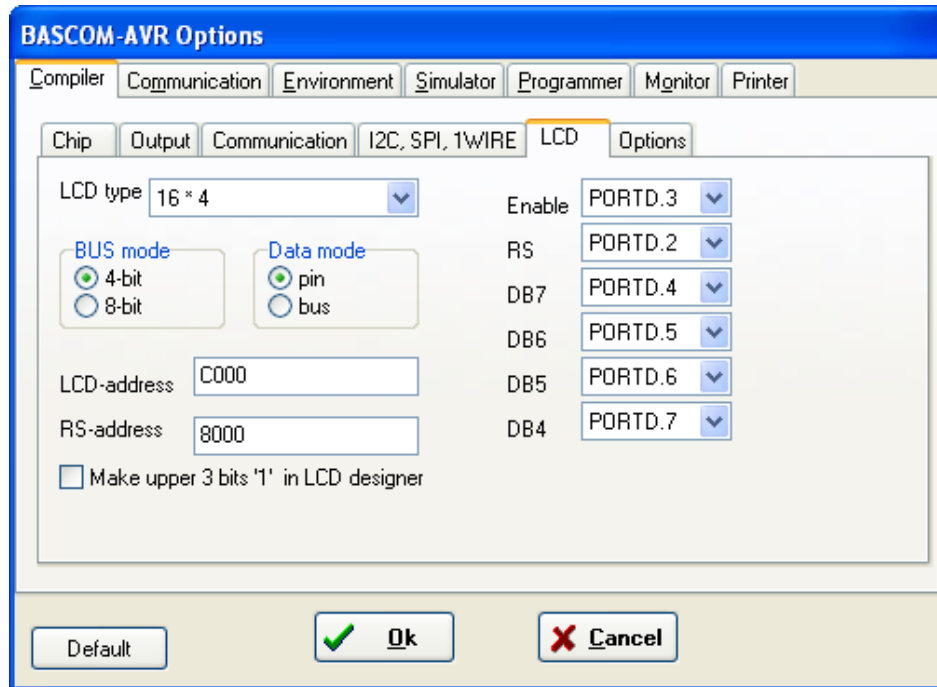 BASCOM-AVR Options
Compiler Communication Environment Simulator Programmer Monitor Printer
Chip Output Communication I2C, SPI, 1WIRE LCD Options
LCD type 16 * 4
BUS mode
4-bit
8-bit
Data mode
pin
bus
LCD-address C000
RS-address 8000
Make upper 3 bits '1' in LCD designer
Enable PORTD.3
RS PORTD.2
DB7 PORTD.4
DB6 PORTD.5
DB5 PORTD.6
DB4 PORTD.7
Default Ok Cancel